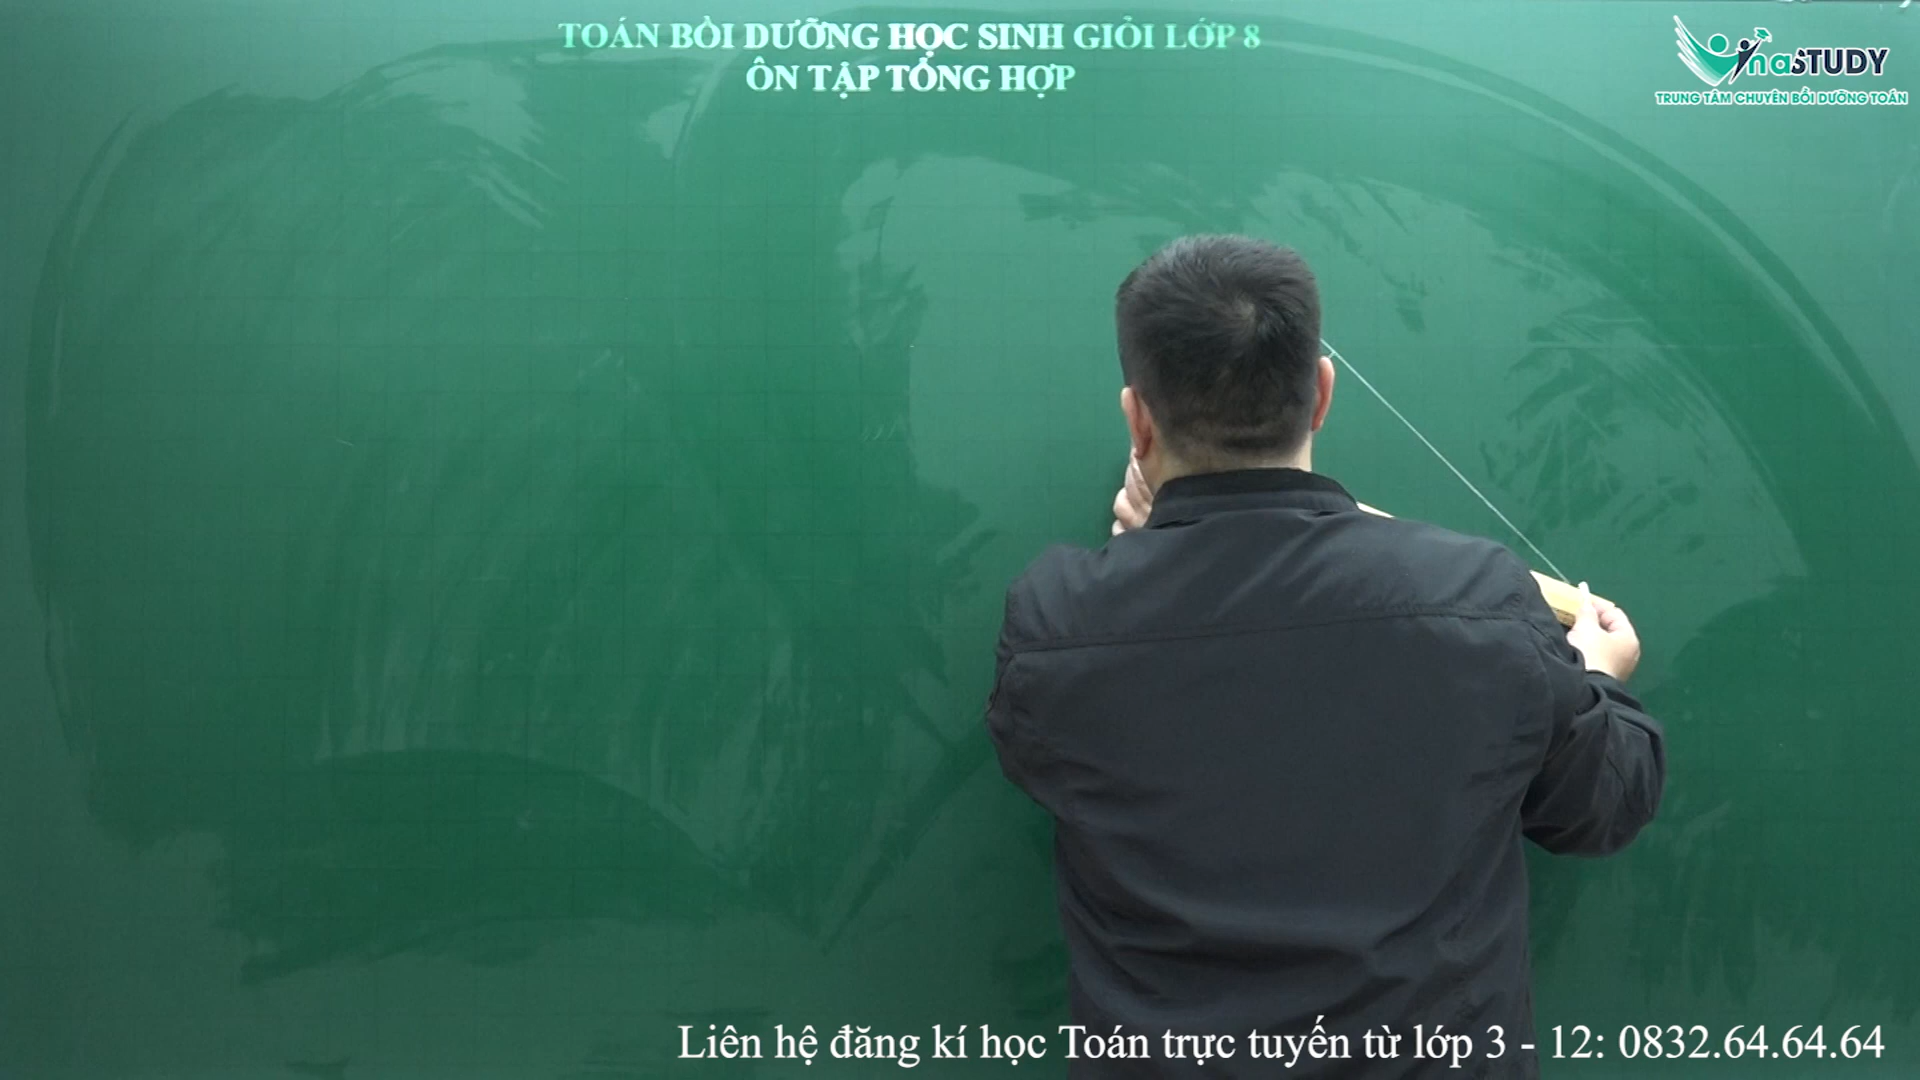 TOÁN BỒI DƯỠNG HỌC SINH GIỎI LỚP 8
ÔN TẬP TỔNG HỢP
VinaSTUDY
TRUNG TÂM CHUYÊN BỒI DƯỠNG TOÁN
Liên hệ đăng kí học Toán trực tuyến từ lớp 3 - 12: 0832.64.64.64